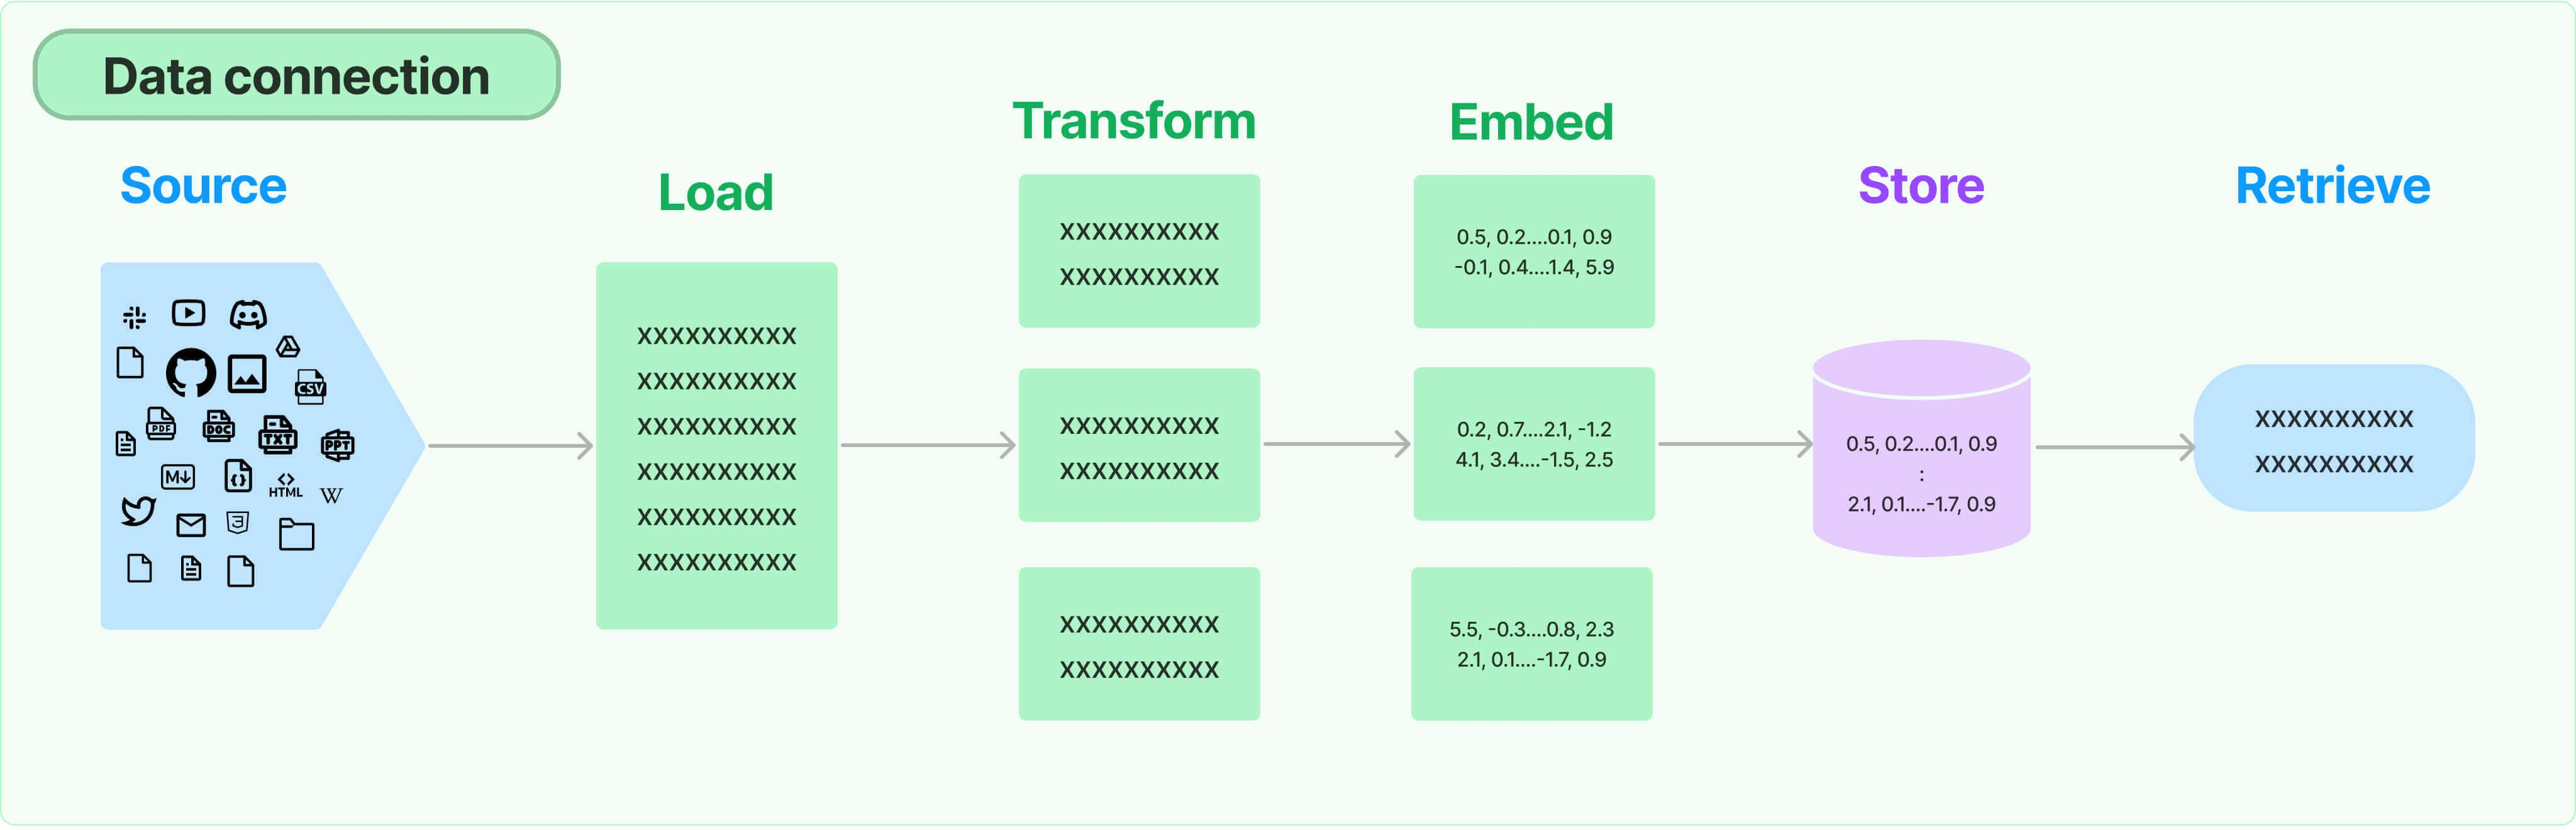 Data connection
Source
CSV
PDF
DOC
TXT
PPT
M
HTML
W
Load
XXXXXXXXXX
XXXXXXXXXX
XXXXXXXXXX
XXXXXXXXXX
XXXXXXXXXX
XXXXXXXXXX
Transform
XXXXXXXXXX
XXXXXXXXXX
XXXXXXXXXX
XXXXXXXXXX
XXXXXXXXXX
XXXXXXXXXX
Embed
0.5, 0.2....0.1, 0.9
-0.1, 0.4....1.4, 5.9
0.2, 0.7....2.1, -1.2
4.1, 3.4....-1.5, 2.5
5.5, -0.3....0.8, 2.3
2.1, 0.1....-1.7, 0.9
Store
0.5, 0.2....0.1, 0.9
:
2.1, 0.1....-1.7, 0.9
Retrieve
XXXXXXXXXX
XXXXXXXXXX